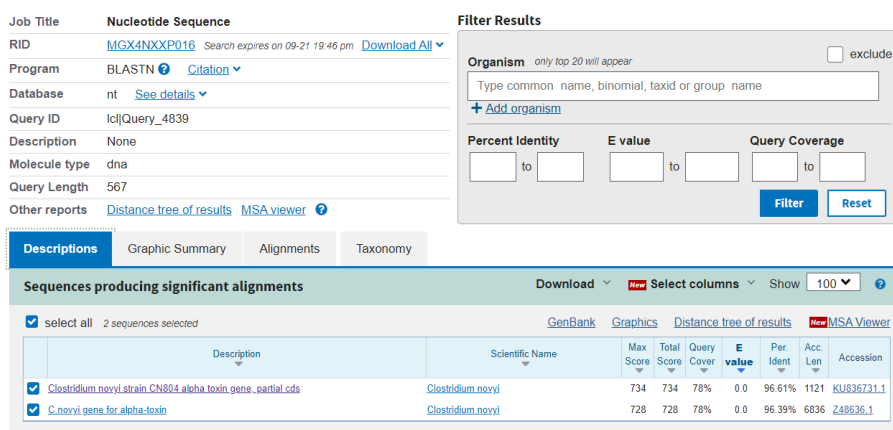 Job Title Nucleotide Sequence
RID MGX4NXXP016 Search expires on 09-21 19:46 pm Download All
Program BLASTN ? Citation
Database nt See details
Query ID lcl|Query_4839
Description None
Molecule type dna
Query Length 567
Other reports Distance tree of results MSA viewer ?
Filter Results
Organism only top 20 will appear exclude
Type common name, binomial, taxid or group name
+ Add organism
Percent Identity E value Query Coverage
to to to
Filter Reset
Descriptions Graphic Summary Alignments Taxonomy
Sequences producing significant alignments Download New Select columns Show 100 ?
select all 2 sequences selected GenBank Graphics Distance tree of results New MSA Viewer
Description Scientific Name Max Score Total Score Query Cover E value Per. Ident Acc. Len Accession
Clostridium novyi strain CN804 alpha toxin gene, partial cds Clostridium novyi 734 734 78% 0.0 96.61% 1121 KU836731.1
C.novyi gene for alpha-toxin Clostridium novyi 728 728 78% 0.0 96.39% 6836 Z48636.1